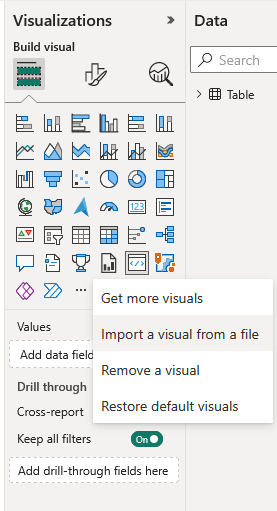 Visualizations
Data
Build visual
Search
Table
123
Get more visuals
Values
Import a visual from a file
Add data field
Remove a visual
Drill through
Restore default visuals
Cross-report
Keep all filters
On
Add drill-through fields here